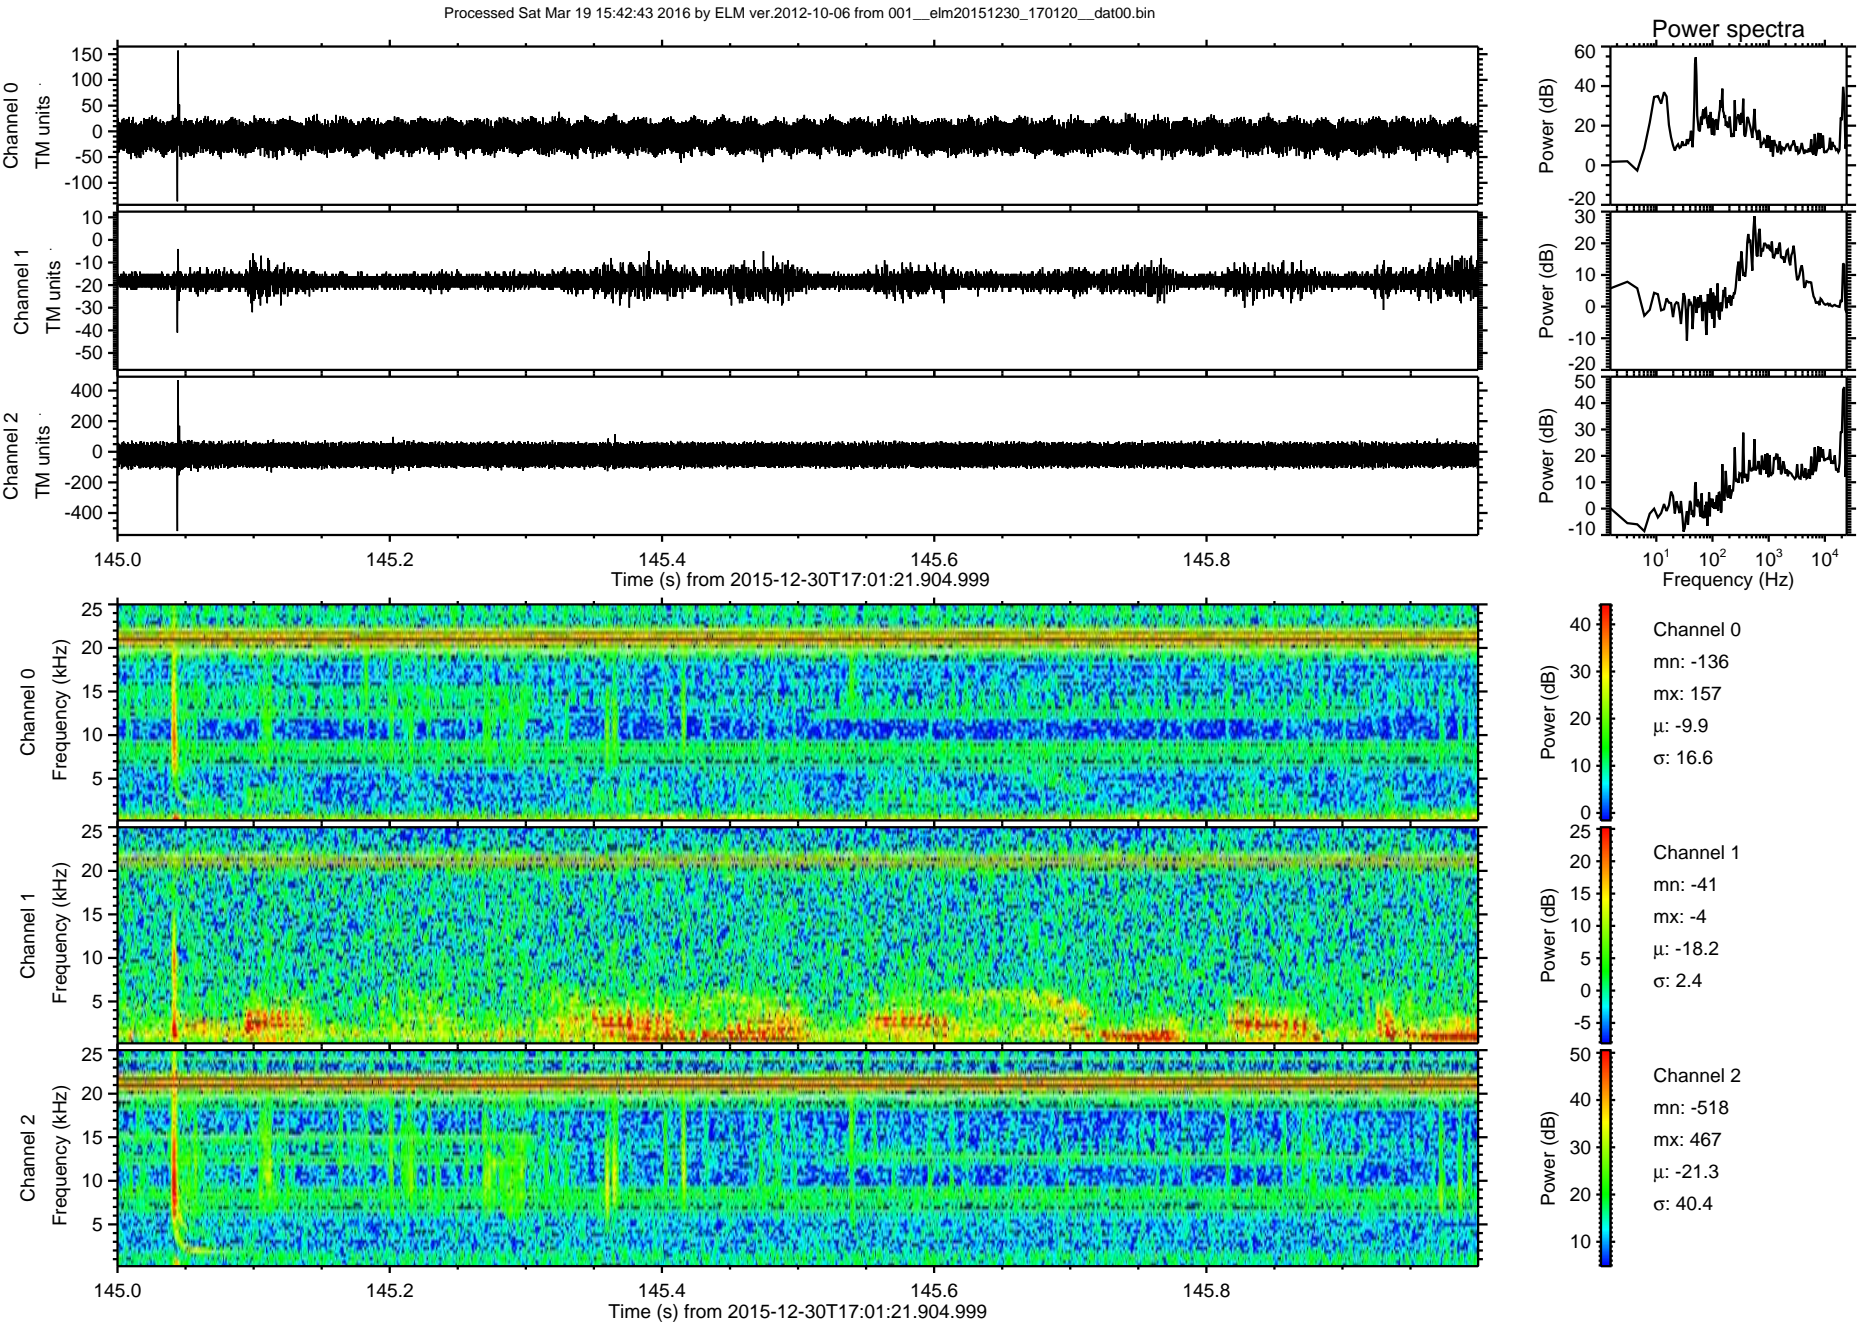 Processed Sat Mar 19 15:42:43 2016 by ELM ver.2012-10-06 from 001__elm20151230_170120__dat00.bin
Power spectra
Channel 0
TM units
150
100
50
0
-50
-100
Power (dB)
60
40
20
0
-20
Channel 1
TM units
10
0
-10
-20
-30
-40
-50
Power (dB)
30
20
10
0
-10
-20
Channel 2
TM units
400
200
0
-200
-400
Power (dB)
50
40
30
20
10
0
-10
145.0 145.2 145.4 145.6 145.8
Time (s) from 2015-12-30T17:01:21.904.999
10¹ 10² 10³ 10⁴
Frequency (Hz)
Channel 0
Frequency (kHz)
25
20
15
10
5
Power (dB)
40
30
20
10
0
Channel 0
mn: -136
mx: 157
μ: -9.9
σ: 16.6
Channel 1
Frequency (kHz)
25
20
15
10
5
Power (dB)
25
20
15
10
5
0
-5
Channel 1
mn: -41
mx: -4
μ: -18.2
σ: 2.4
Channel 2
Frequency (kHz)
25
20
15
10
5
Power (dB)
50
40
30
20
10
Channel 2
mn: -518
mx: 467
μ: -21.3
σ: 40.4
145.0 145.2 145.4 145.6 145.8
Time (s) from 2015-12-30T17:01:21.904.999